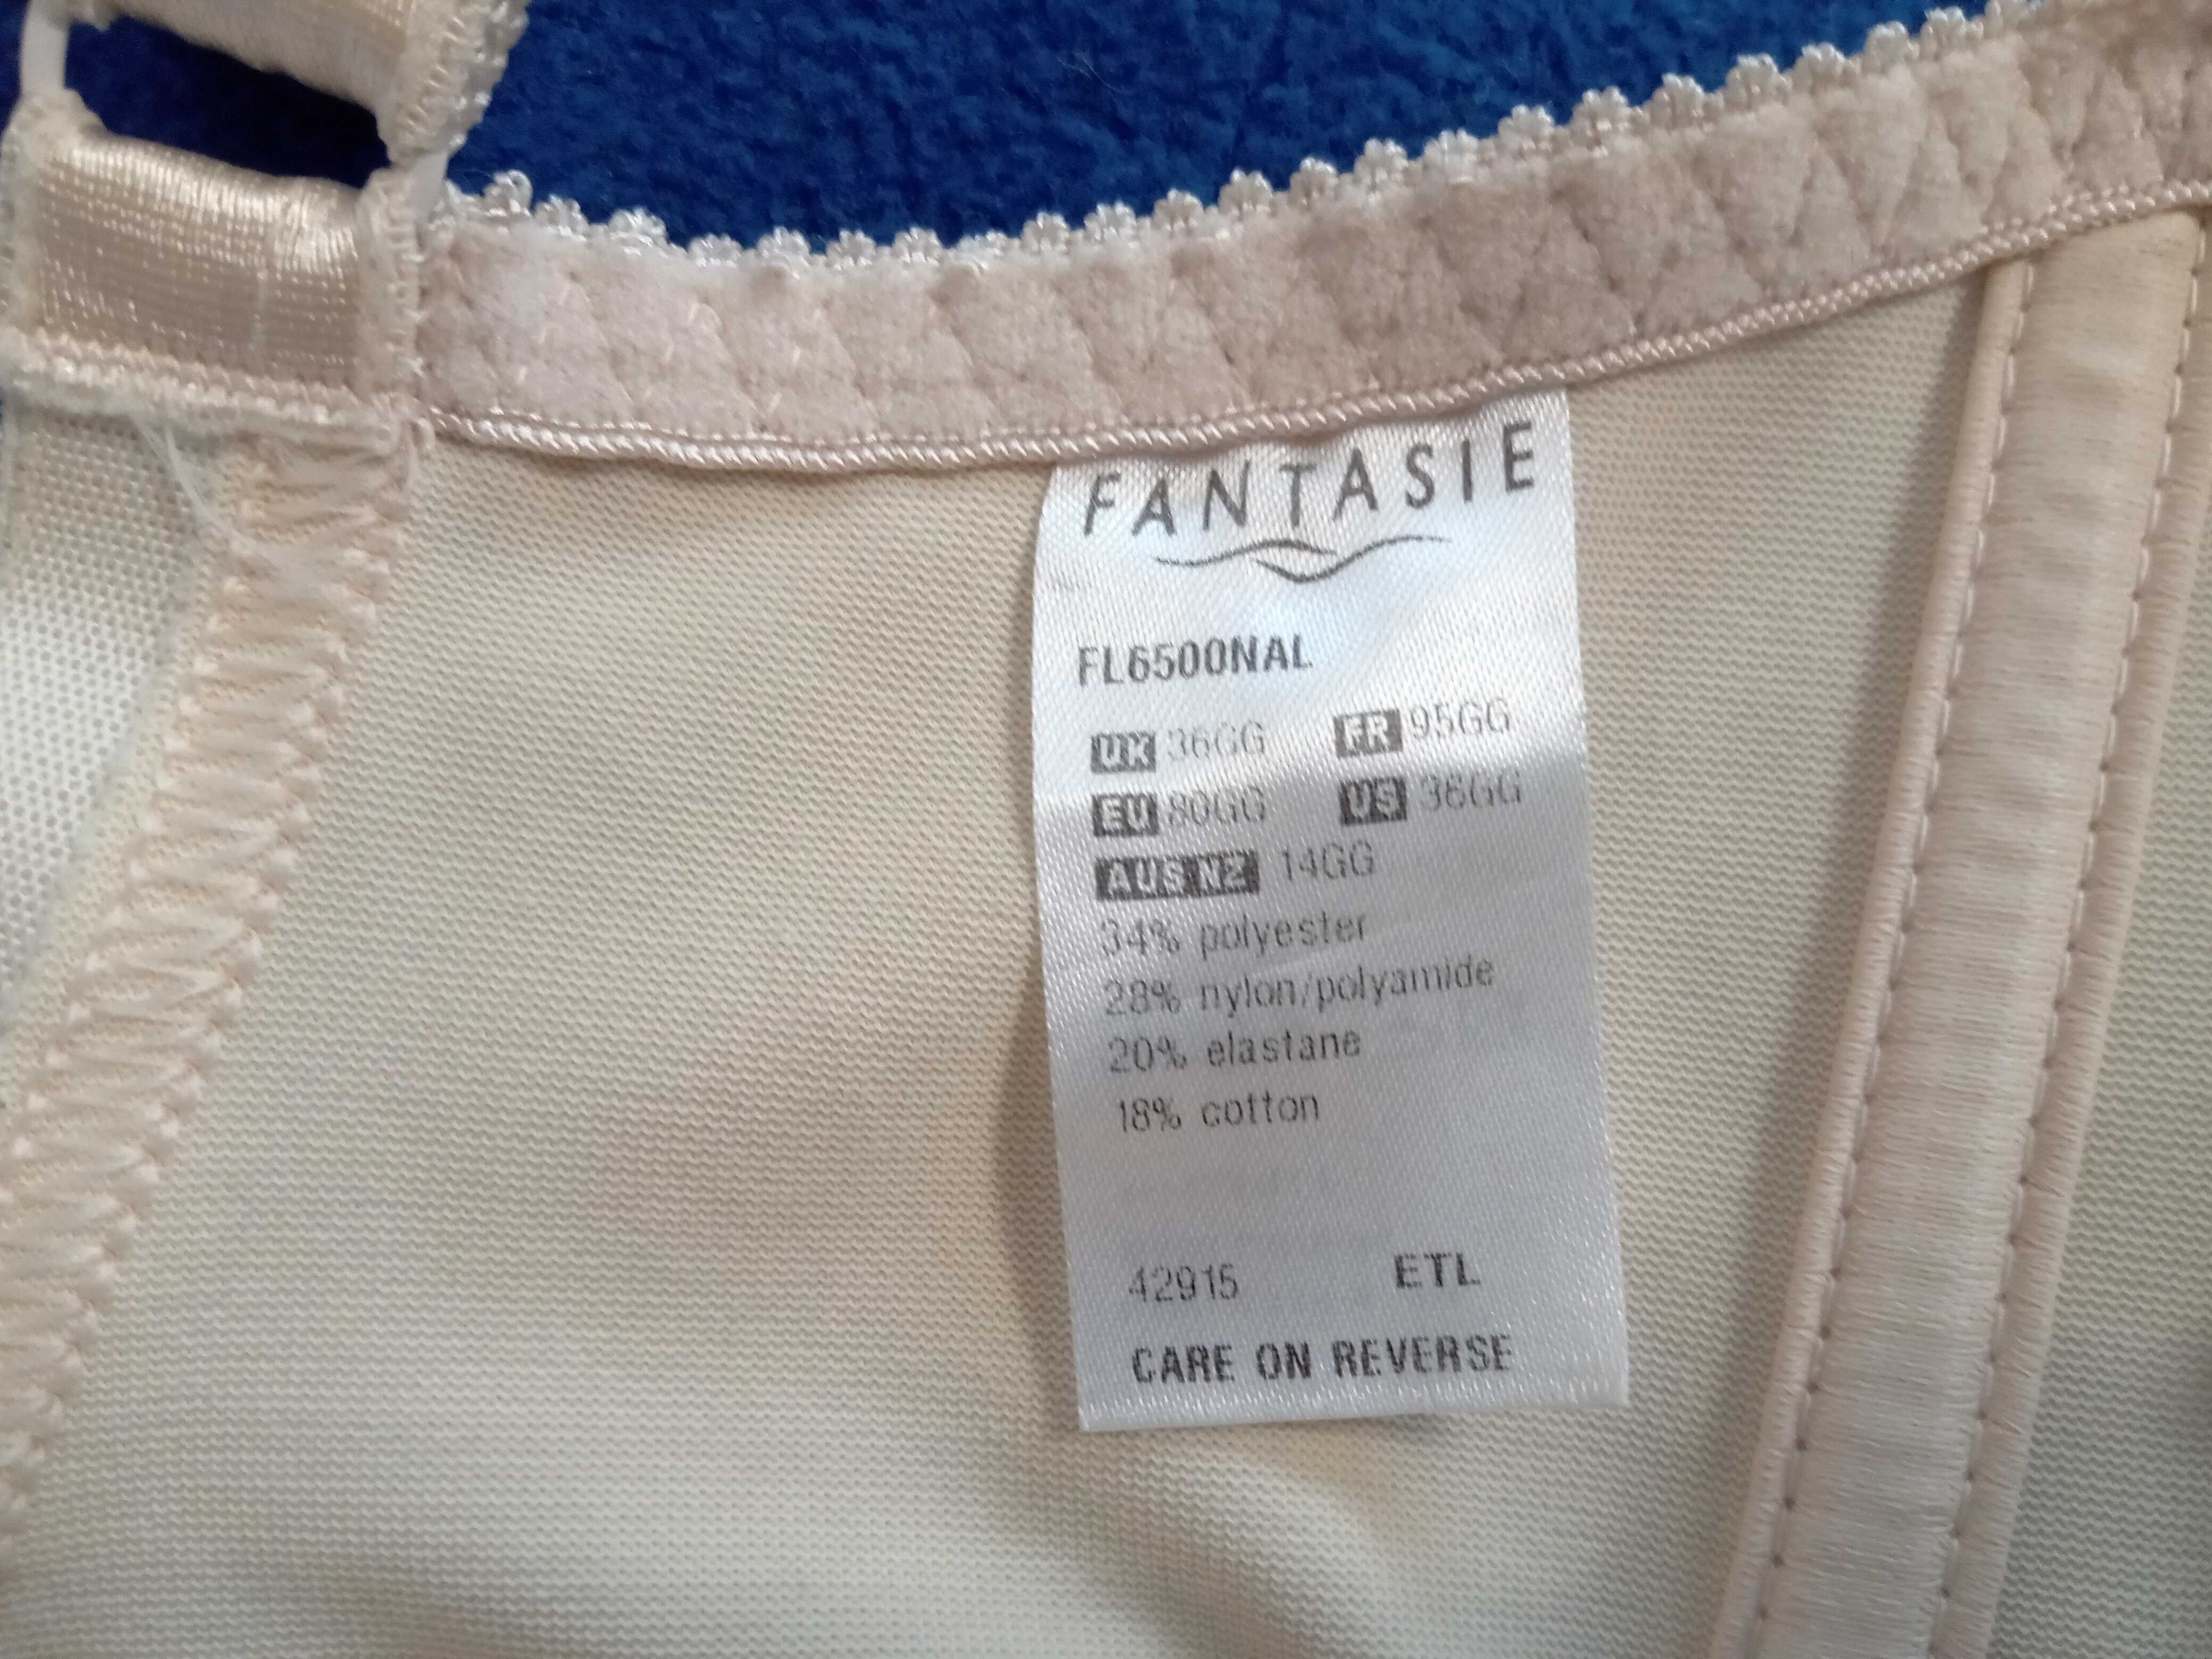 FANTASIE
FL6500NAL
UK 36GG FR 95GG
EU 80GG US 36GG
AUS NZ 14GG
34% polyester
28% nylon/polyamide
20% elastane
18% cotton
42915 ETL
CARE ON REVERSE